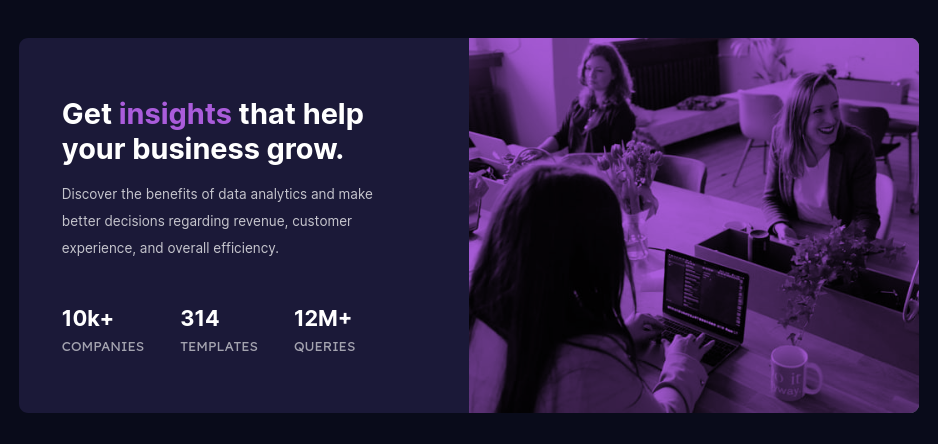 Get insights that help
your business grow.
Discover the benefits of data analytics and make
better decisions regarding revenue, customer
experience, and overall efficiency.
10k+ 314 12M+
COMPANIES TEMPLATES QUERIES